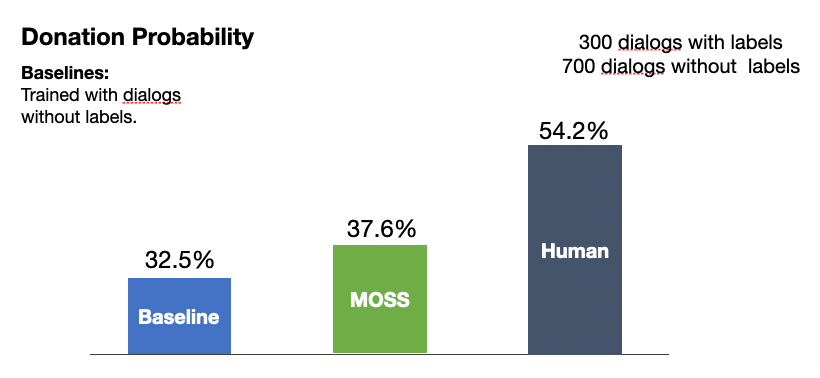 Donation Probability
Baselines:
Trained with dialogs
without labels.
300 dialogs with labels
700 dialogs without  labels
32.5%
Baseline
37.6%
MOSS
54.2%
Human